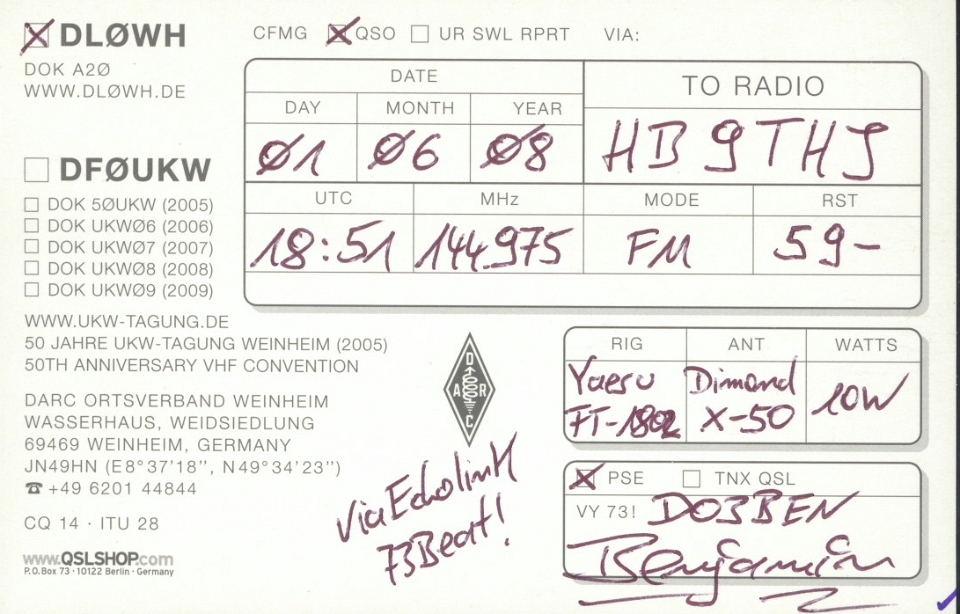 DLØWH
DOK A2Ø
WWW.DLØWH.DE
DFØUKW
DOK 5ØUKW (2005)
DOK UKWØ6 (2006)
DOK UKWØ7 (2007)
DOK UKWØ8 (2008)
DOK UKWØ9 (2009)
WWW.UKW-TAGUNG.DE
50 JAHRE UKW-TAGUNG WEINHEIM (2005)
50TH ANNIVERSARY VHF CONVENTION
DARC ORTSVERBAND WEINHEIM
WASSERHAUS, WEIDSIEDLUNG
69469 WEINHEIM, GERMANY
JN49HN (E8°37'18", N49°34'23")
☎ +49 6201 44844
CQ 14 · ITU 28
www.QSLSHOP.com
P.O.Box 73 · 10122 Berlin · Germany
CFMG QSO UR SWL RPRT VIA:
DATE
TO RADIO
DAY MONTH YEAR
Ø1 Ø6 Ø8
HB9THJ
UTC MHz MODE RST
18:51 144.975 FM 59-
DARC
Via Echolink
73 Beat!
RIG ANT WATTS
Yaesu Dimond 10W
FT-1802 X-50
PSE TNX QSL
VY 73! DO3BEN
Benjamin